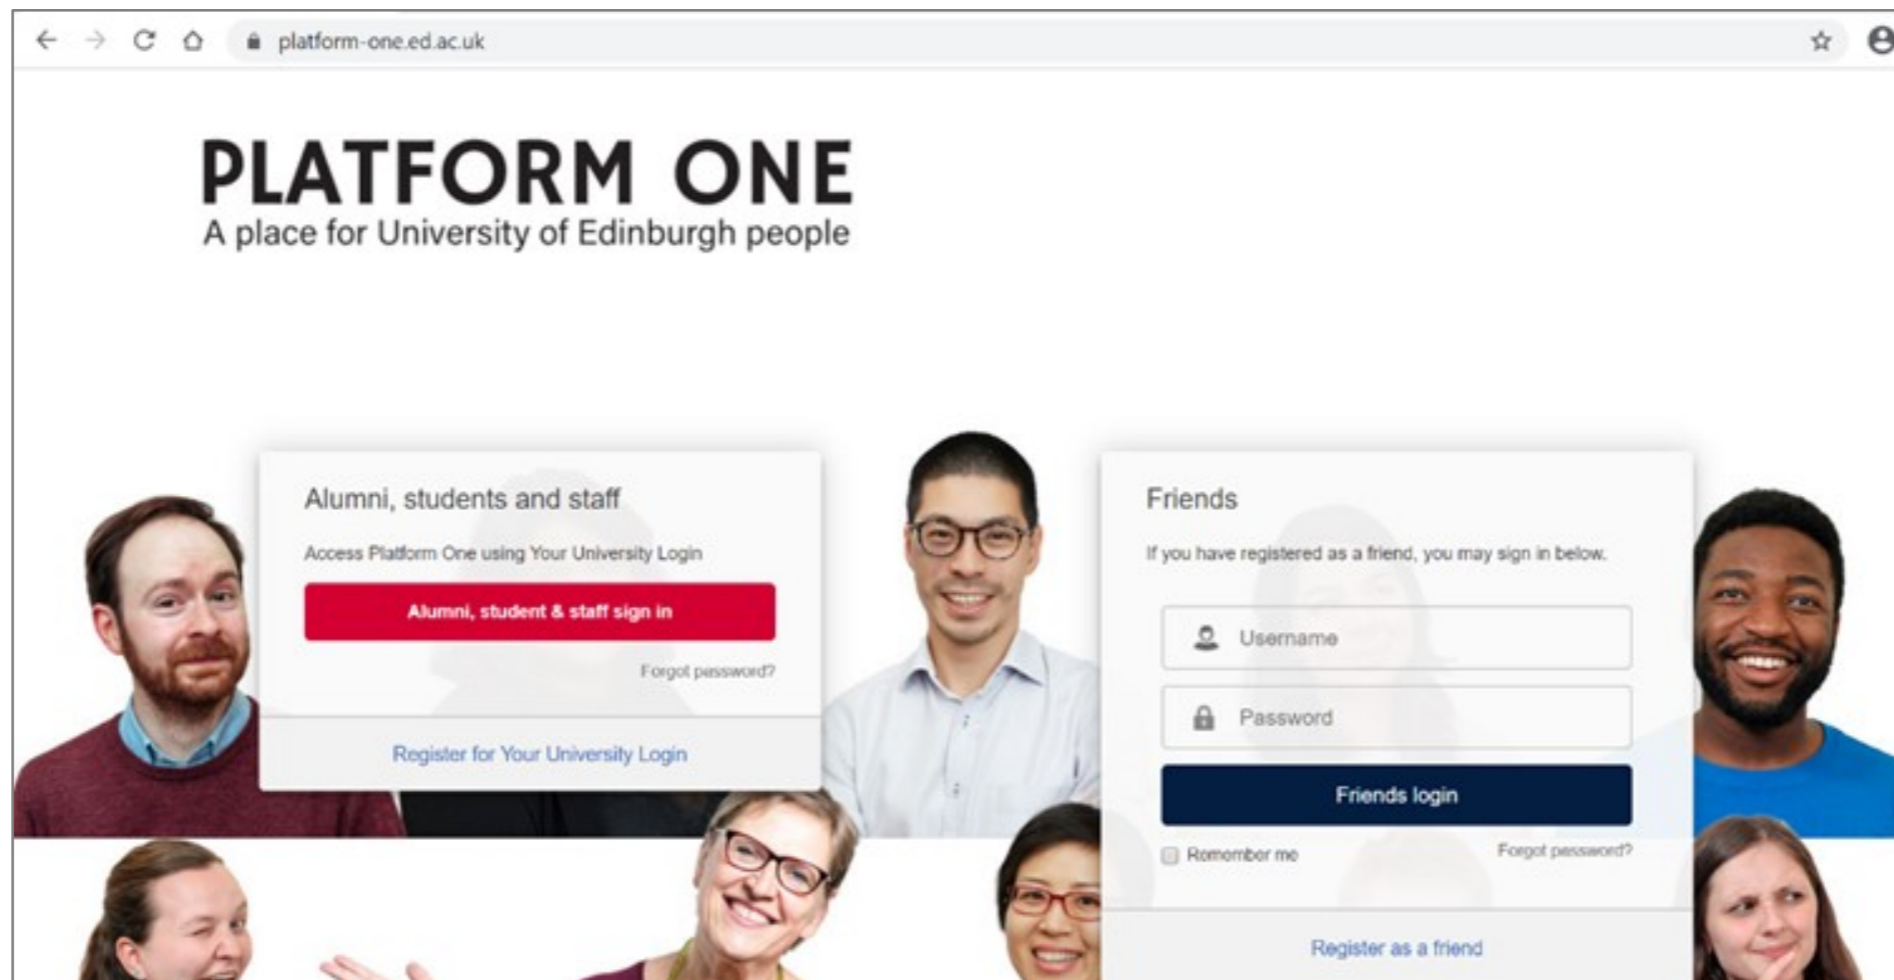 platform-one.ed.ac.uk
PLATFORM ONE
A place for University of Edinburgh people
Alumni, students and staff
Access Platform One using Your University Login
Alumni, student & staff sign in
Forgot password?
Register for Your University Login
Friends
If you have registered as a friend, you may sign in below.
Username
Password
Friends login
Remember me
Forgot password?
Register as a friend